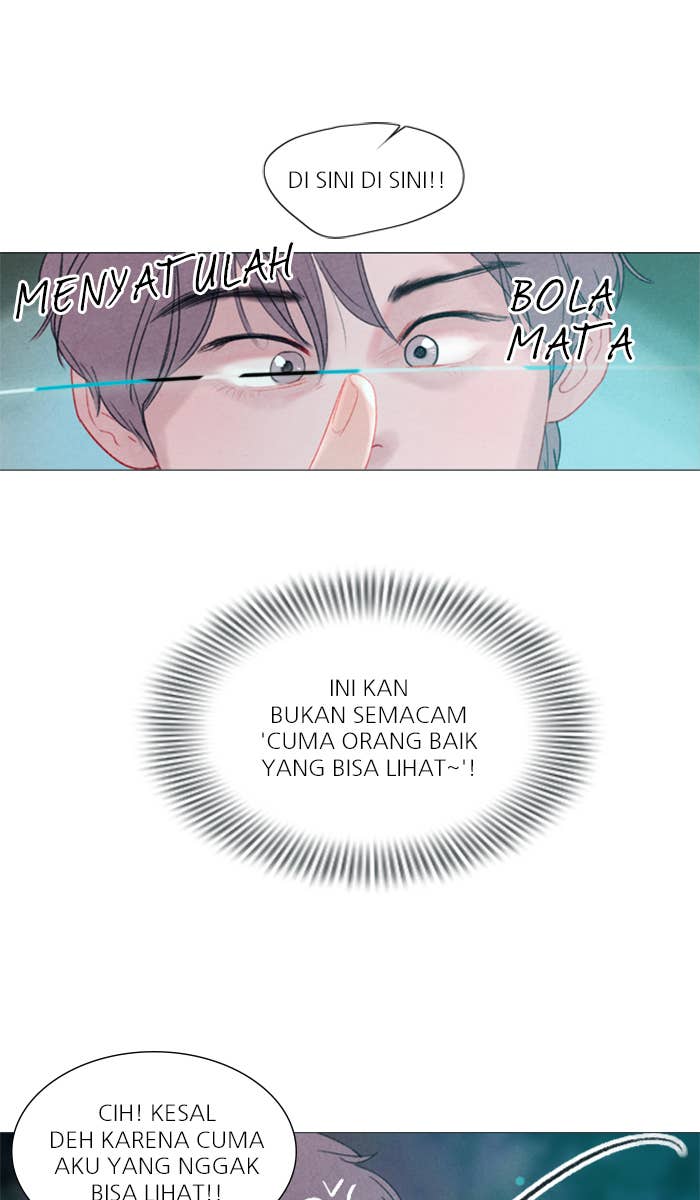 DI SINI DI SINI!!
MENYATULAH
BOLA
MATA
INI KAN
BUKAN SEMACAM
'CUMA ORANG BAIK
YANG BISA LIHAT~'!
CIH! KESAL
DEH KARENA CUMA
AKU YANG NGGAK
BISA LIHAT!!